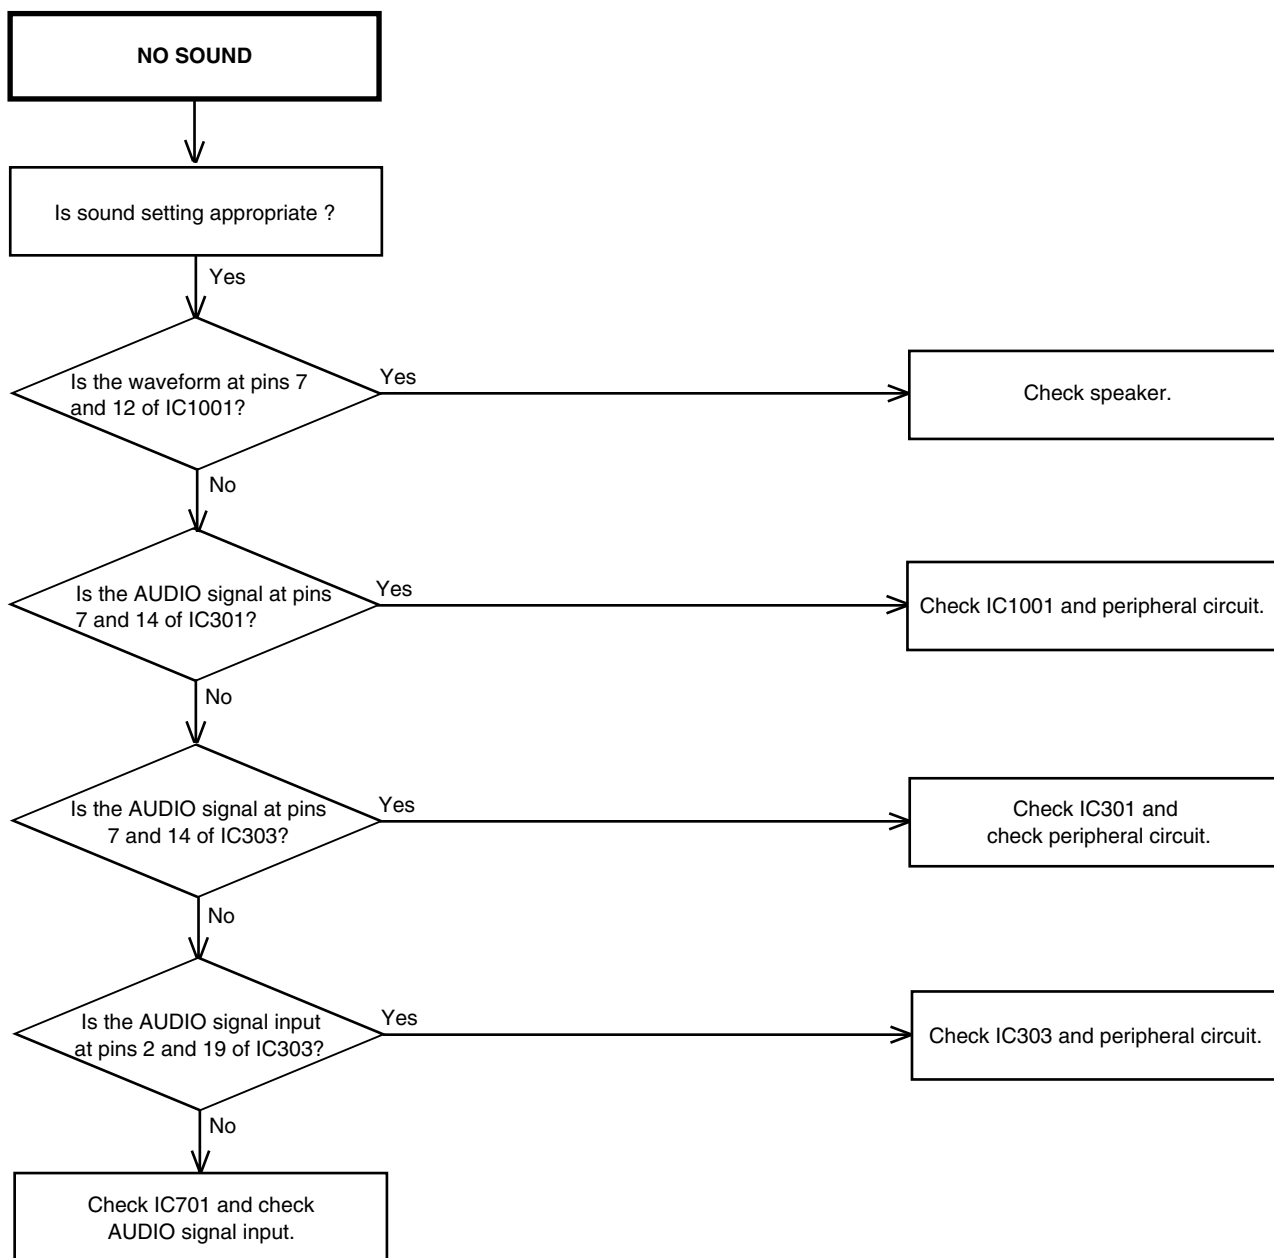 NO SOUND
Is sound setting appropriate ?
Yes
Is the waveform at pins 7
and 12 of IC1001?
Yes
Check speaker.
No
Is the AUDIO signal at pins
7 and 14 of IC301?
Yes
Check IC1001 and peripheral circuit.
No
Is the AUDIO signal at pins
7 and 14 of IC303?
Yes
Check IC301 and
check peripheral circuit.
No
Is the AUDIO signal input
at pins 2 and 19 of IC303?
Yes
Check IC303 and peripheral circuit.
No
Check IC701 and check
AUDIO signal input.